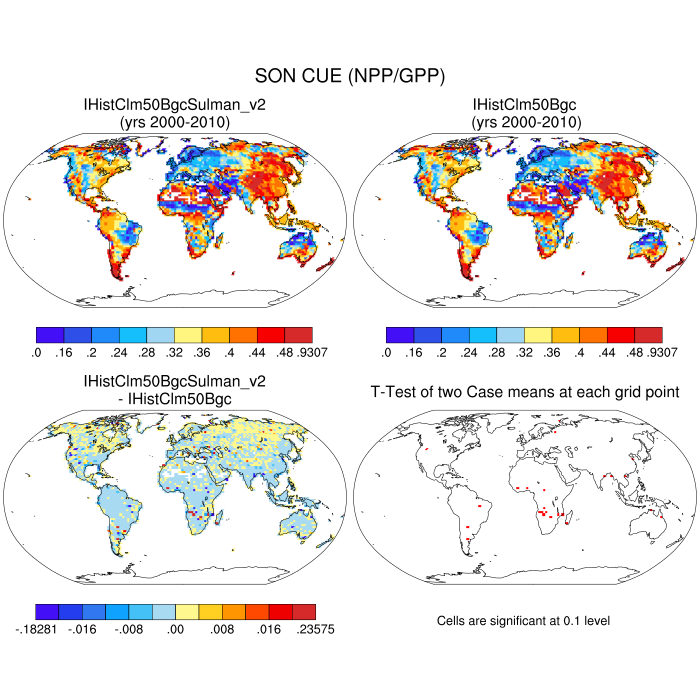 SON CUE (NPP/GPP)
IHistClm50BgcSulman_v2
(yrs 2000-2010)
IHistClm50Bgc
(yrs 2000-2010)
.0 .16 .2 .24 .28 .32 .36 .4 .44 .48 .9307
.0 .16 .2 .24 .28 .32 .36 .4 .44 .48 .9307
IHistClm50BgcSulman_v2
- IHistClm50Bgc
T-Test of two Case means at each grid point
-.18281 -.016 -.008 .00 .008 .016 .23575
Cells are significant at 0.1 level